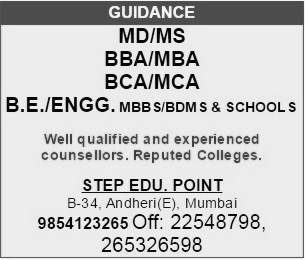 GUIDANCE
MD/MS
BBA/MBA
BCA/MCA
B.E./ENGG. MBBS/BDMS & SCHOOLS
Well qualified and experienced
counsellors. Reputed Colleges.
STEP EDU. POINT
B-34, Andheri(E), Mumbai
9854123265 Off: 22548798,
265326598